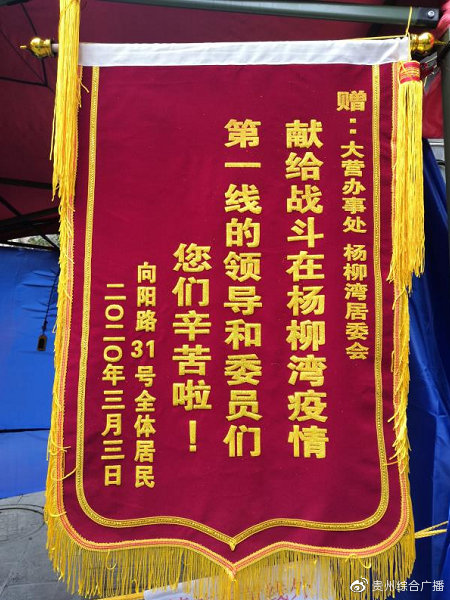 赠：大营办事处 杨柳湾居委会
献给战斗在杨柳湾疫情
第一线的领导和委员们
您们辛苦啦！
向阳路31号全体居民
二〇二〇年三月三日
贵州综合广播